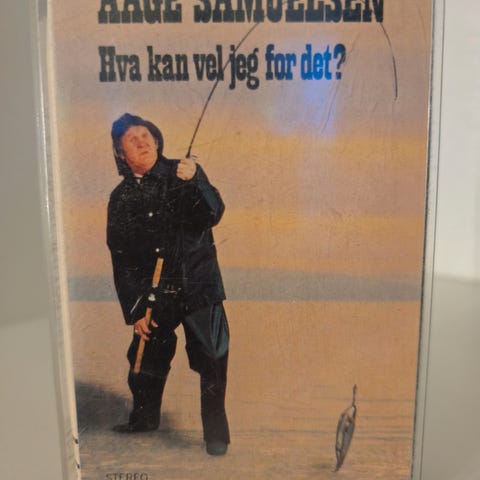 AAGE SAMUELSEN
Hva kan vel jeg for det?
STEREO